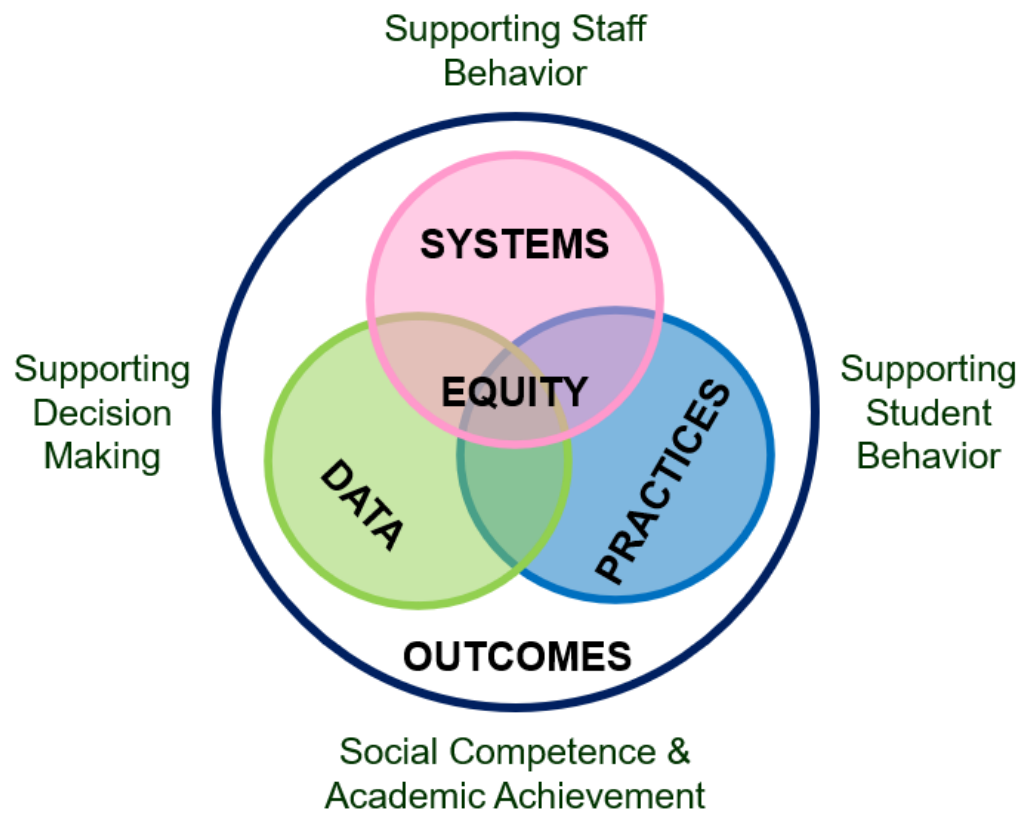 Supporting Staff
Behavior
SYSTEMS
Supporting
Decision
Making
EQUITY
DATA
PRACTICES
Supporting
Student
Behavior
OUTCOMES
Social Competence &
Academic Achievement